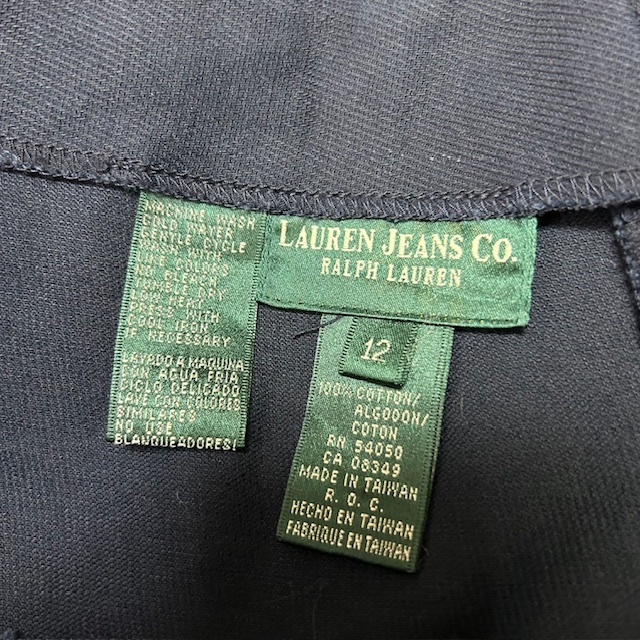 MACHINE WASH
COLD WATER
GENTLE CYCLE
WASH WITH
LIKE COLORS
NO BLEACH
TUMBLE DRY
LOW HEAT
PRESS WITH
COOL IRON
IF NECESSARY
LAVADO A MAQUINA
CON AGUA FRIA
CICLO DELICADO
LAVE CON COLORES
SIMILARES
NO USE
BLANQUEADORES!
LAUREN JEANS CO.
RALPH LAUREN
12
100% COTTON/
ALGODON/
COTON
RN 54050
CA 08349
MADE IN TAIWAN
R. O. C.
HECHO EN TAIWAN
FABRIQUE EN TAIWAN